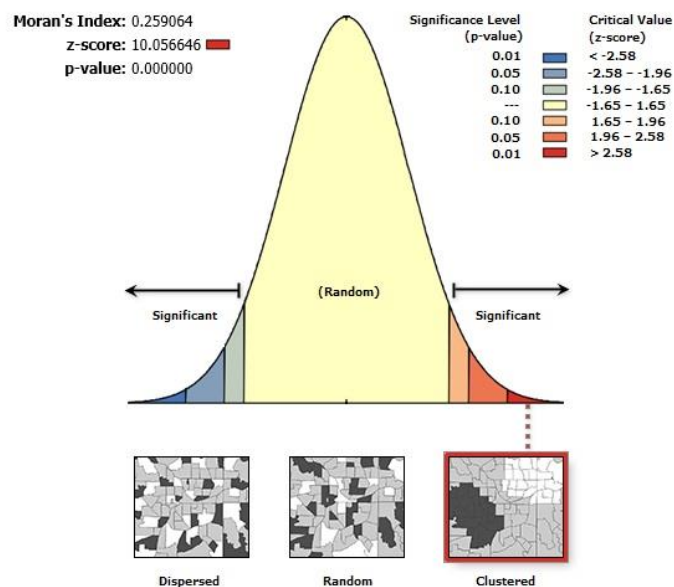 Moran's Index: 0.259064
z-score: 10.056646
p-value: 0.000000
Significance Level
(p-value)
Critical Value
(z-score)
0.01 < -2.58
0.05 -2.58 – -1.96
0.10 -1.96 – -1.65
--- -1.65 – 1.65
0.10 1.65 – 1.96
0.05 1.96 – 2.58
0.01 > 2.58
(Random)
Significant
Significant
Dispersed
Random
Clustered